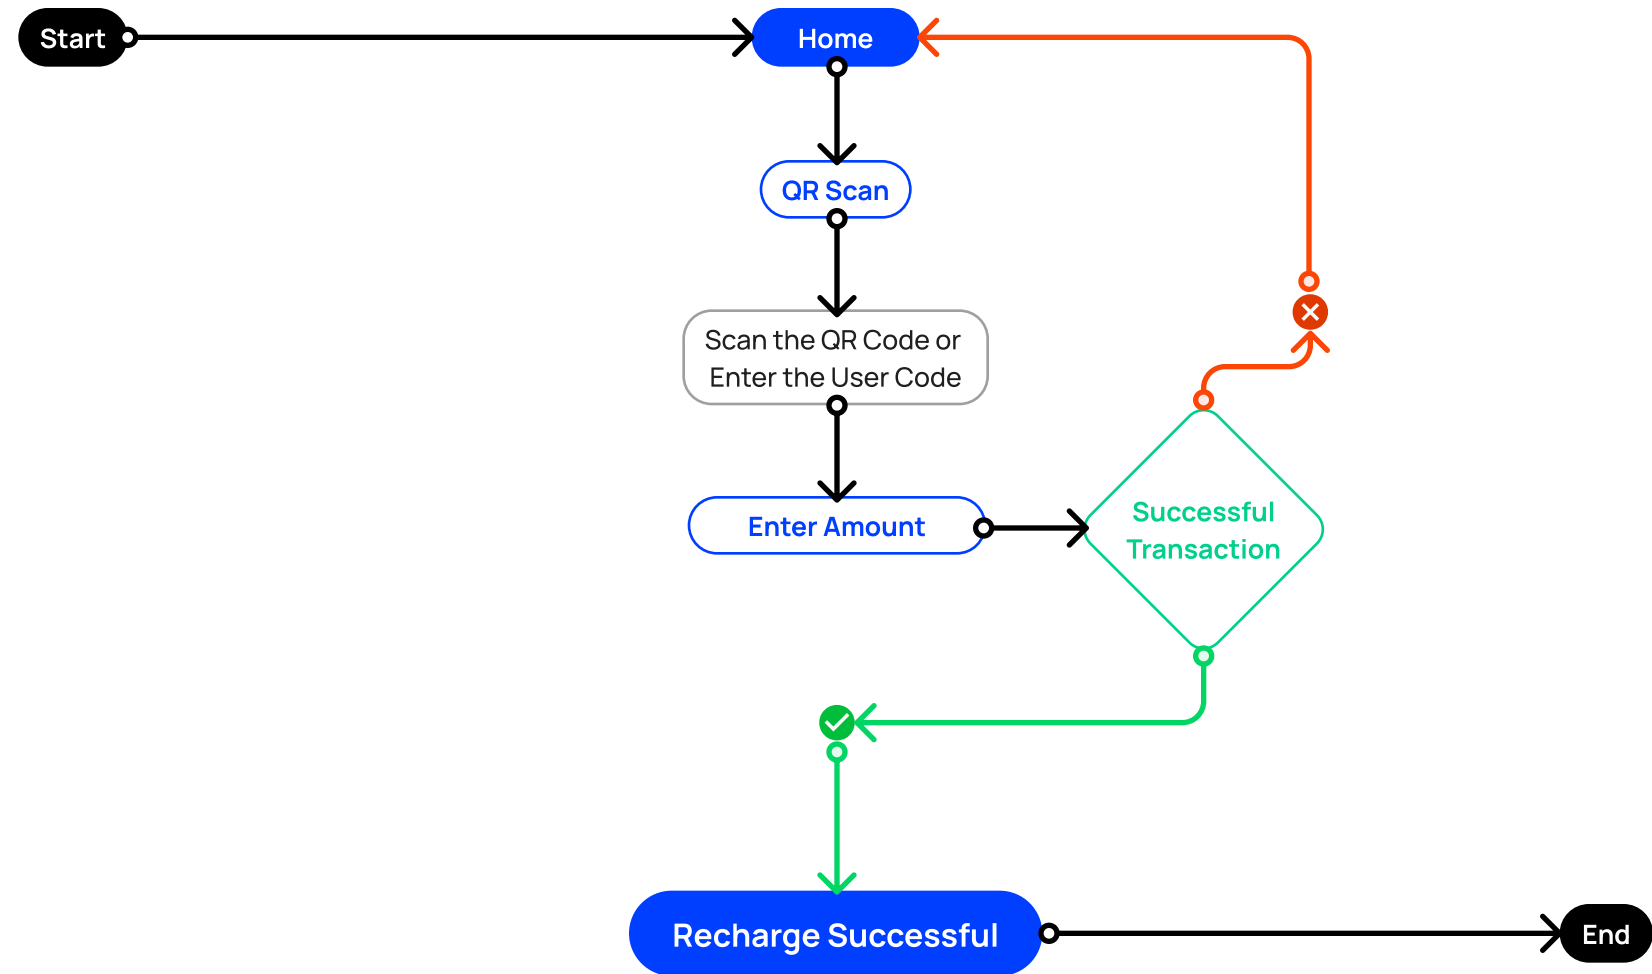 Start
Home
QR Scan
Scan the QR Code or
Enter the User Code
Enter Amount
Successful
Transaction
Recharge Successful
End